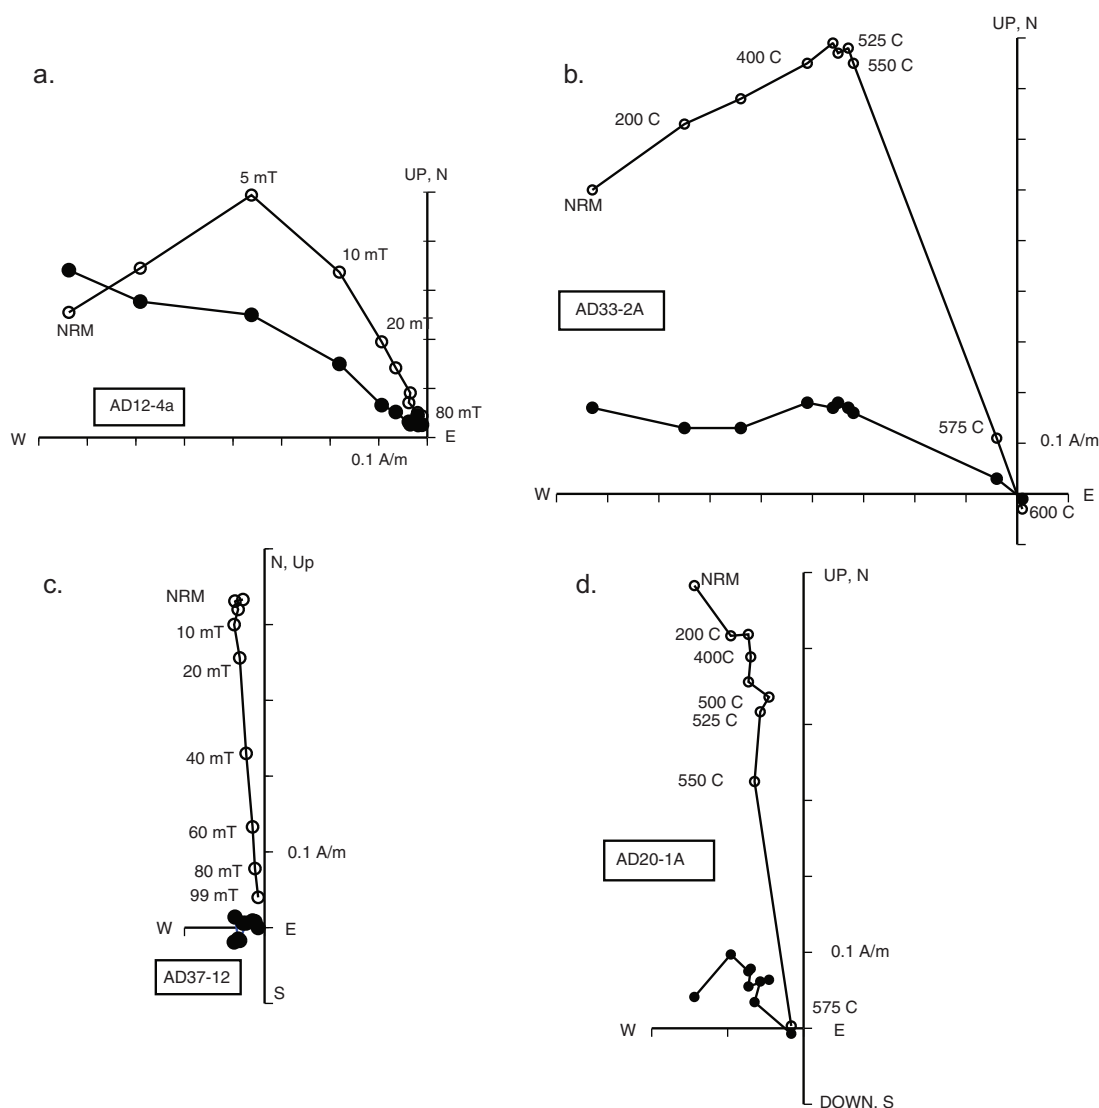 a.
UP, N
5 mT
10 mT
20 mT
NRM
80 mT
AD12-4a
W
E
0.1 A/m
b.
UP, N
525 C
400 C
550 C
200 C
NRM
AD33-2A
575 C
0.1 A/m
W
E
600 C
c.
N, Up
NRM
10 mT
20 mT
40 mT
60 mT
0.1 A/m
80 mT
99 mT
W
E
AD37-12
S
d.
NRM
UP, N
200 C
400C
500 C
525 C
550 C
AD20-1A
0.1 A/m
575 C
W
E
DOWN, S